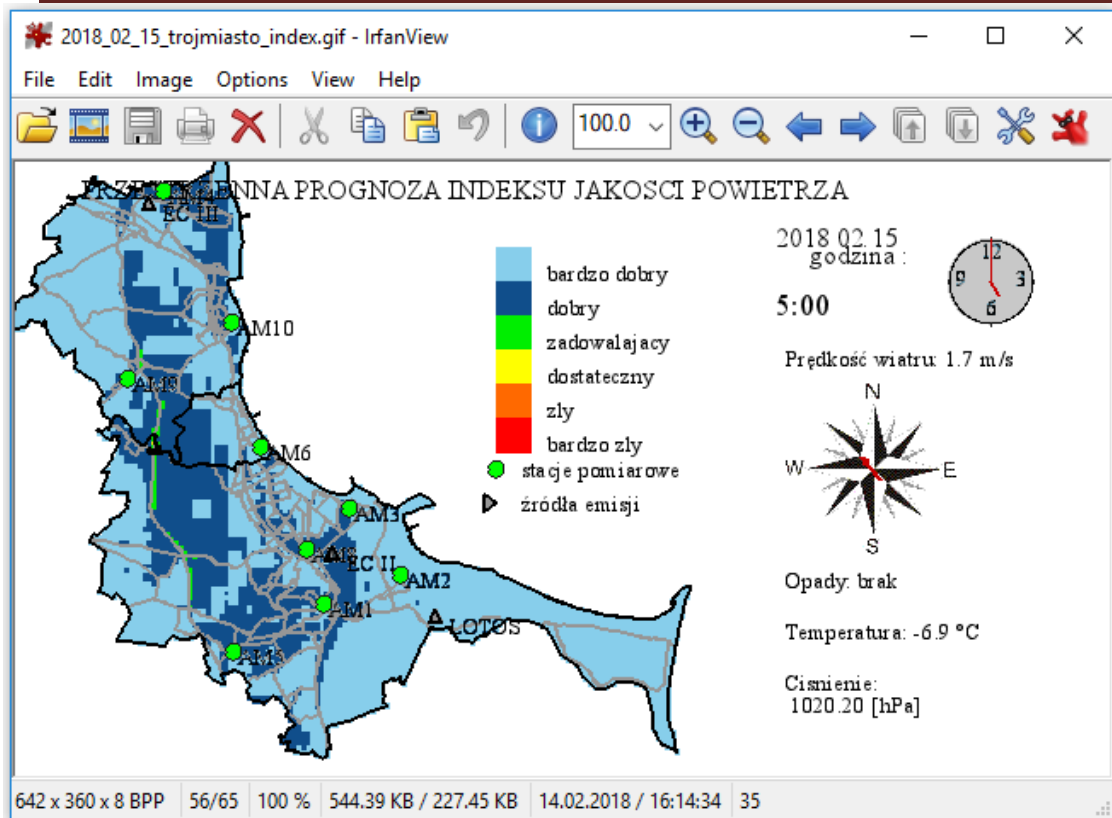 2018_02_15_trojmiasto_index.gif - IrfanView
File Edit Image Options View Help
100.0
PROGNOZA INDEKSU JAKOSCI POWIETRZA
EC III
AM10
AM6
AM3
EC II
AM2
AM1
LOTOS
bardzo dobry
dobry
zadowalajacy
dostateczny
zly
bardzo zly
stacje pomiarowe
źródła emisji
2018 02.15
godzina :
5:00
12
9 3
6
Prędkość wiatru: 1.7 m/s
N
W E
S
Opady: brak
Temperatura: -6.9 °C
Cisnienie:
1020.20 [hPa]
642 x 360 x 8 BPP 56/65 100 % 544.39 KB / 227.45 KB 14.02.2018 / 16:14:34 35